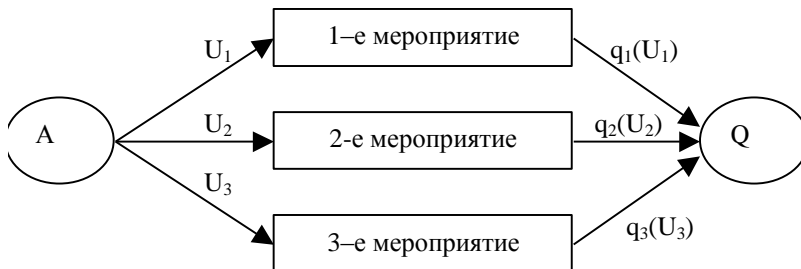 1–е мероприятие
U₁
q₁(U₁)
A
U₂
2-е мероприятие
q₂(U₂)
Q
U₃
3–е мероприятие
q₃(U₃)